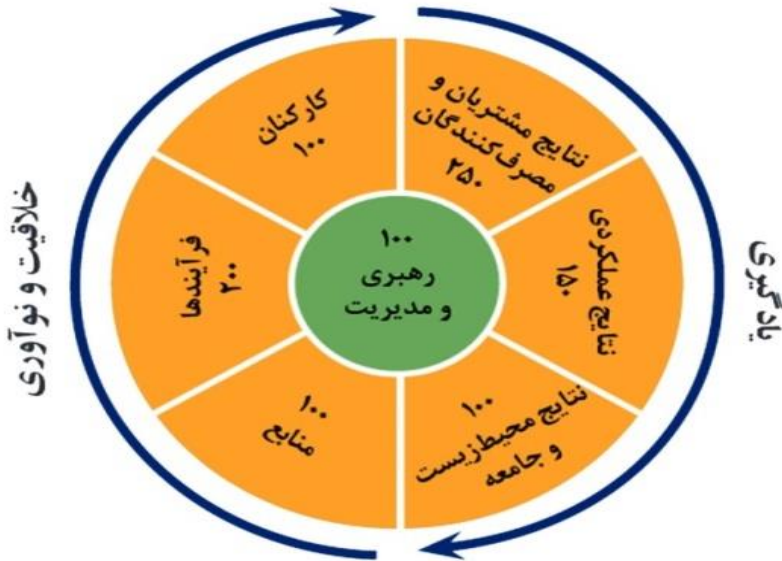 نتایج مشتریان و
مصرف‌کنندگان
۲۵۰
نتایج عملکردی
۱۵۰
۱۰۰
نتایج محیط‌زیست
و جامعه
۱۰۰
منابع
فرآیندها
۲۰۰
کارکنان
۱۰۰
۱۰۰
رهبری
و مدیریت
یادگیری
خلاقیت و نوآوری